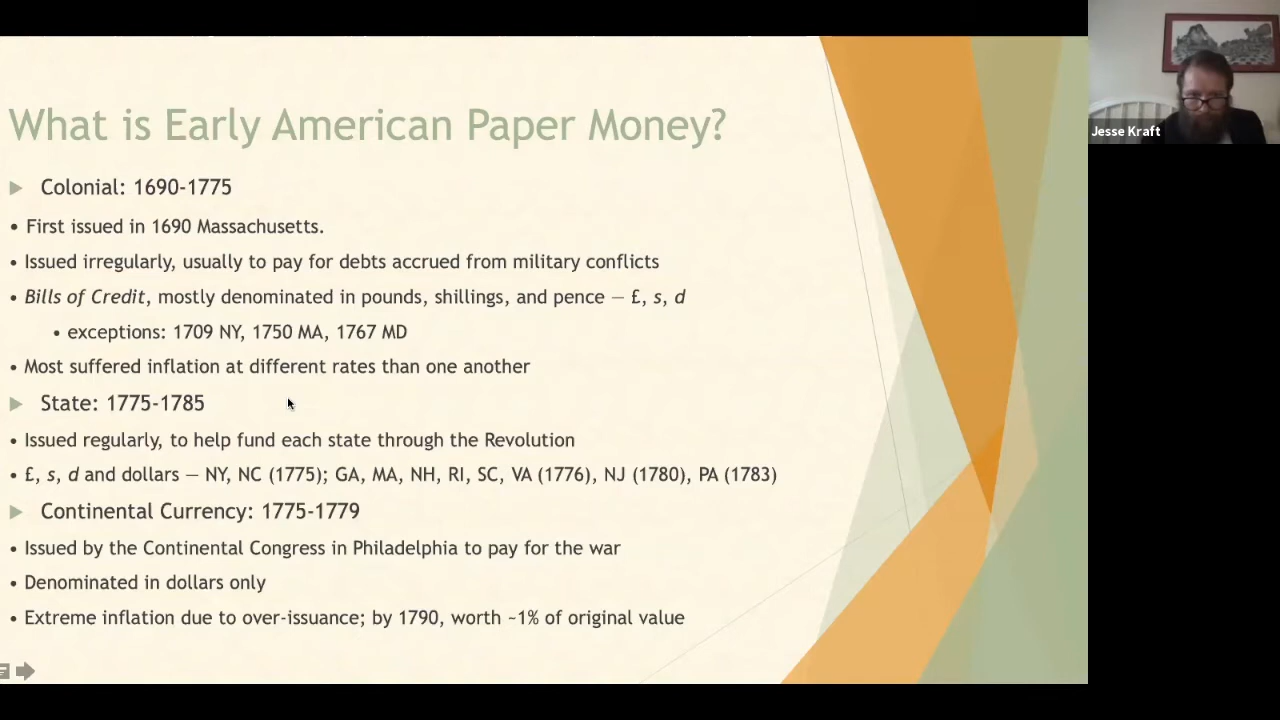 What is Early American Paper Money?
Colonial: 1690-1775
• First issued in 1690 Massachusetts.
• Issued irregularly, usually to pay for debts accrued from military conflicts
• Bills of Credit, mostly denominated in pounds, shillings, and pence — £, s, d
• exceptions: 1709 NY, 1750 MA, 1767 MD
• Most suffered inflation at different rates than one another
State: 1775-1785
• Issued regularly, to help fund each state through the Revolution
• £, s, d and dollars — NY, NC (1775); GA, MA, NH, RI, SC, VA (1776), NJ (1780), PA (1783)
Continental Currency: 1775-1779
• Issued by the Continental Congress in Philadelphia to pay for the war
• Denominated in dollars only
• Extreme inflation due to over-issuance; by 1790, worth ~1% of original value
Jesse Kraft